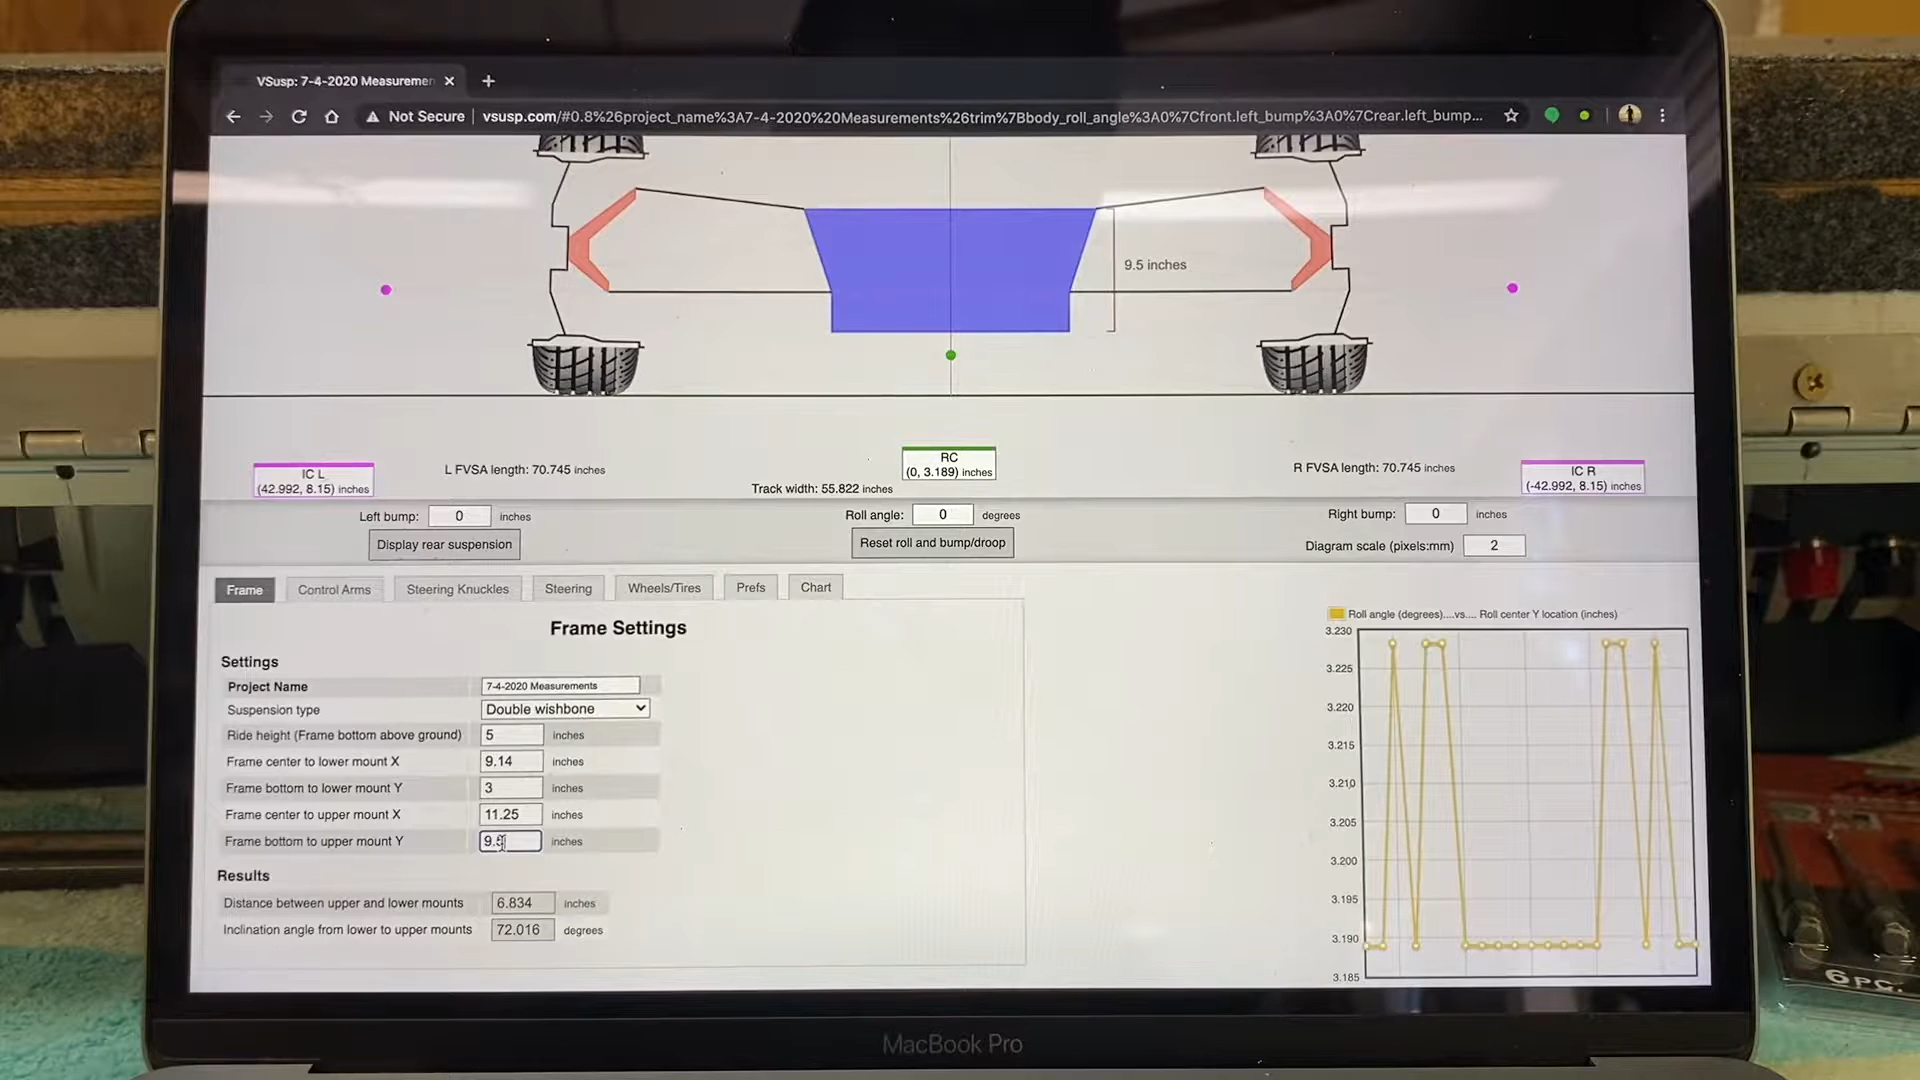 VSusp: 7-4-2020 Measuremen
Not Secure | vsusp.com/#0.8%26project_name%3A7-4-2020%20Measurements%26trim%7Bbody_roll_angle%3A0%7Cfront.left_bump%3A0%7Crear.left_bump...
9.5 inches
IC L
(42.992, 8.15) inches
L FVSA length: 70.745 inches
RC
(0, 3.189) inches
Track width: 55.822 inches
R FVSA length: 70.745 inches
IC R
(-42.992, 8.15) inches
Left bump: 0 inches
Roll angle: 0 degrees
Right bump: 0 inches
Display rear suspension
Reset roll and bump/droop
Diagram scale (pixels:mm) 2
Frame Control Arms Steering Knuckles Steering Wheels/Tires Prefs Chart
Frame Settings
Settings
Project Name 7-4-2020 Measurements
Suspension type Double wishbone
Ride height (Frame bottom above ground) 5 inches
Frame center to lower mount X 9.14 inches
Frame bottom to lower mount Y 3 inches
Frame center to upper mount X 11.25 inches
Frame bottom to upper mount Y 9.5 inches
Results
Distance between upper and lower mounts 6.834 inches
Inclination angle from lower to upper mounts 72.016 degrees
Roll angle (degrees)....vs.... Roll center Y location (inches)
3.230
3.225
3.220
3.215
3.210
3.205
3.200
3.195
3.190
3.185
MacBook Pro
6PC.